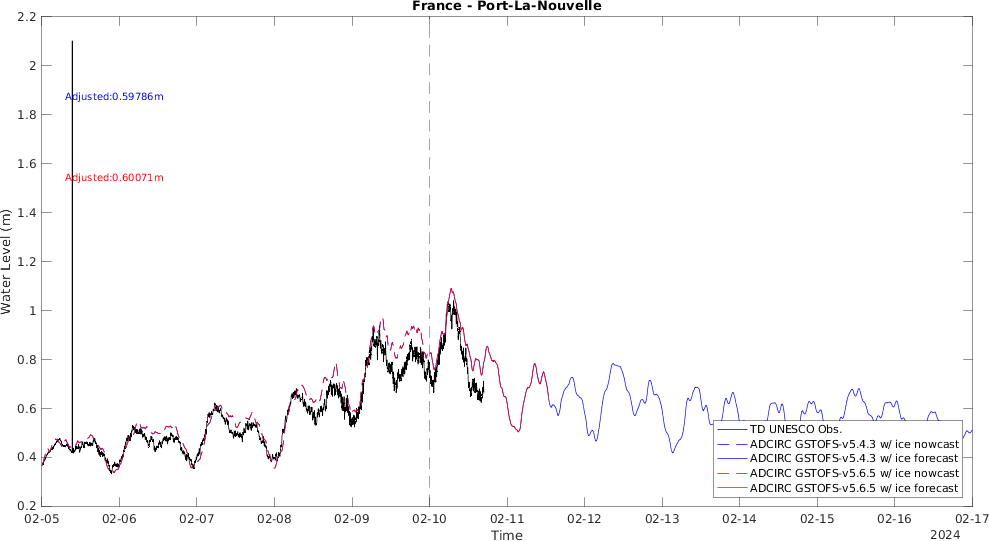 France - Port-La-Nouvelle
2.2
2
1.8
1.6
1.4
1.2
1
0.8
0.6
0.4
0.2
Water Level (m)
Adjusted:0.59786m
Adjusted:0.60071m
TD UNESCO Obs.
ADCIRC GSTOFS-v5.4.3 w/ ice nowcast
ADCIRC GSTOFS-v5.4.3 w/ ice forecast
ADCIRC GSTOFS-v5.6.5 w/ ice nowcast
ADCIRC GSTOFS-v5.6.5 w/ ice forecast
02-05 02-06 02-07 02-08 02-09 02-10 02-11 02-12 02-13 02-14 02-15 02-16 02-17
Time
2024